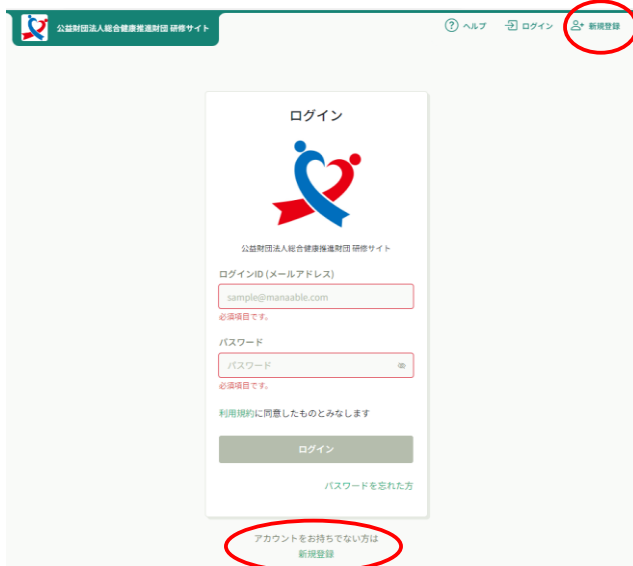 公益財団法人総合健康推進財団 研修サイト
ヘルプ ログイン 新規登録
ログイン
公益財団法人総合健康推進財団 研修サイト
ログインID (メールアドレス)
sample@manaable.com
必須項目です。
パスワード
パスワード
必須項目です。
利用規約に同意したものとみなします
ログイン
パスワードを忘れた方
アカウントをお持ちでない方は
新規登録